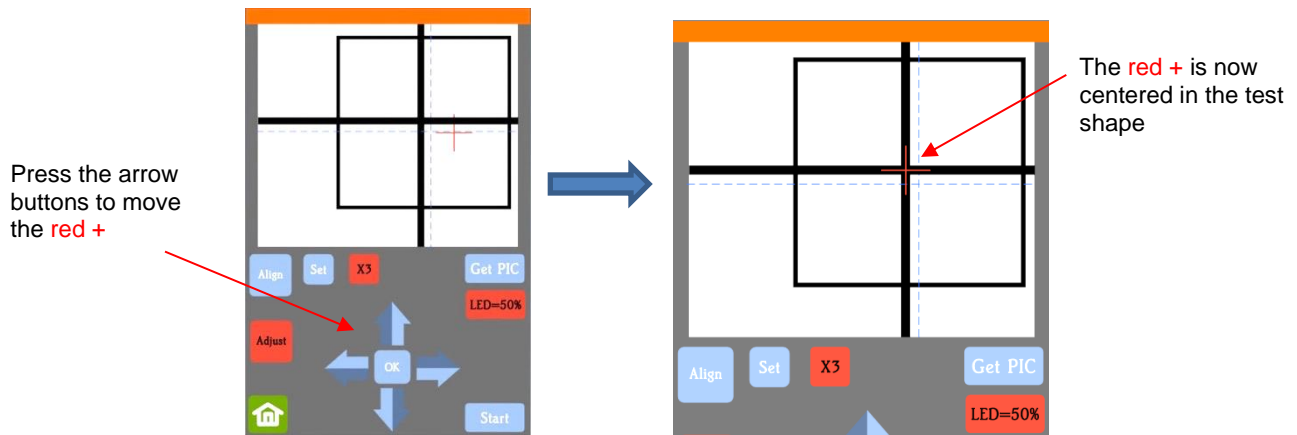 Press the arrow
buttons to move
the red +
Align
Set
X3
Get PIC
LED=50%
Adjust
OK
Start
The red + is now
centered in the test
shape
Align
Set
X3
Get PIC
LED=50%